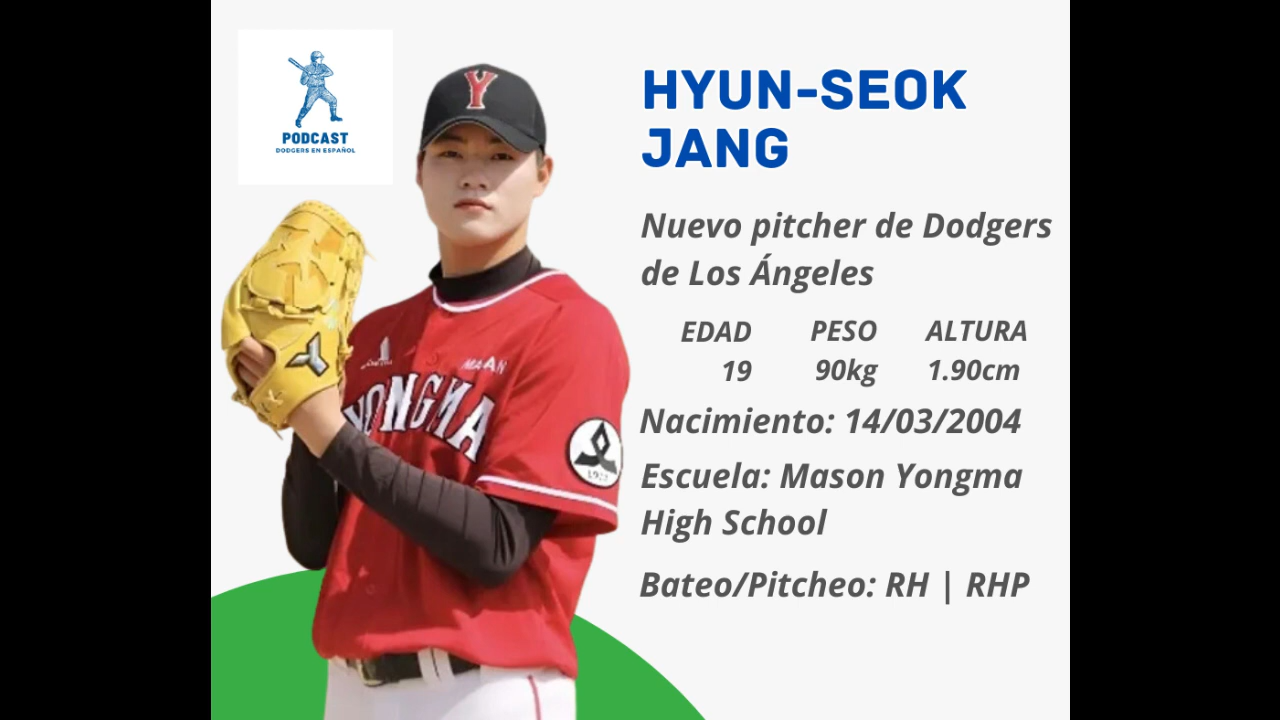 PODCAST
DODGERS EN ESPAÑOL
HYUN-SEOK
JANG
Nuevo pitcher de Dodgers
de Los Ángeles
EDAD PESO ALTURA
19 90kg 1.90cm
Nacimiento: 14/03/2004
Escuela: Mason Yongma
High School
Bateo/Pitcheo: RH | RHP
Y
MASAN
YONGMA